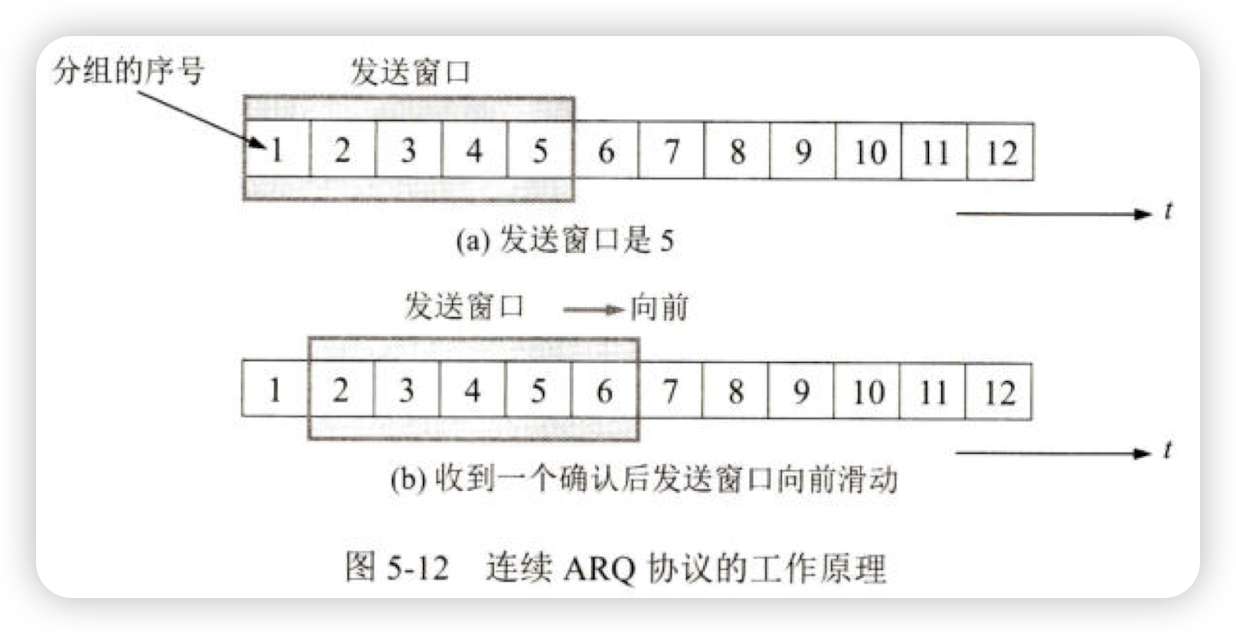 分组的序号 发送窗口
1 2 3 4 5 6 7 8 9 10 11 12
t
(a) 发送窗口是 5
发送窗口 向前
1 2 3 4 5 6 7 8 9 10 11 12
t
(b) 收到一个确认后发送窗口向前滑动
图 5-12 连续 ARQ 协议的工作原理